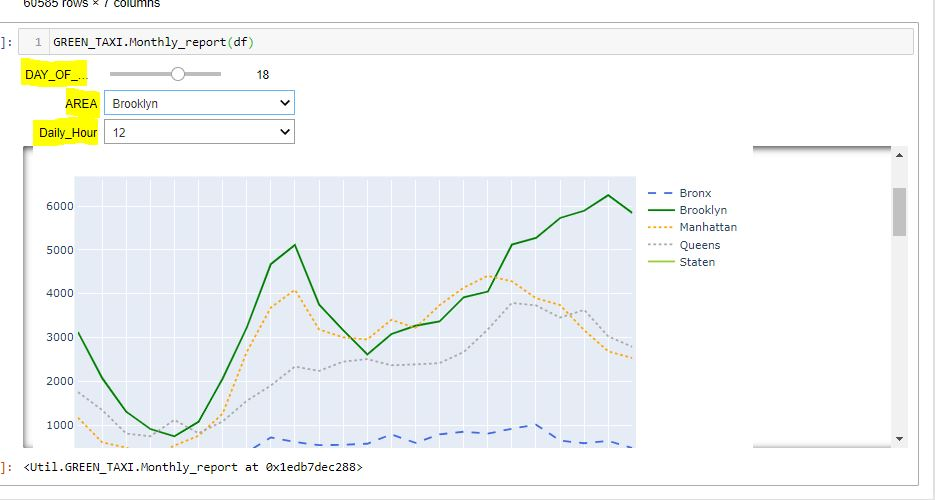 60585 rows × 7 columns
]: 1 GREEN_TAXI.Monthly_report(df)
DAY_OF_... 18
AREA Brooklyn
Daily_Hour 12
6000
5000
4000
3000
2000
1000
Bronx
Brooklyn
Manhattan
Queens
Staten
]: <Util.GREEN_TAXI.Monthly_report at 0x1edb7dec288>